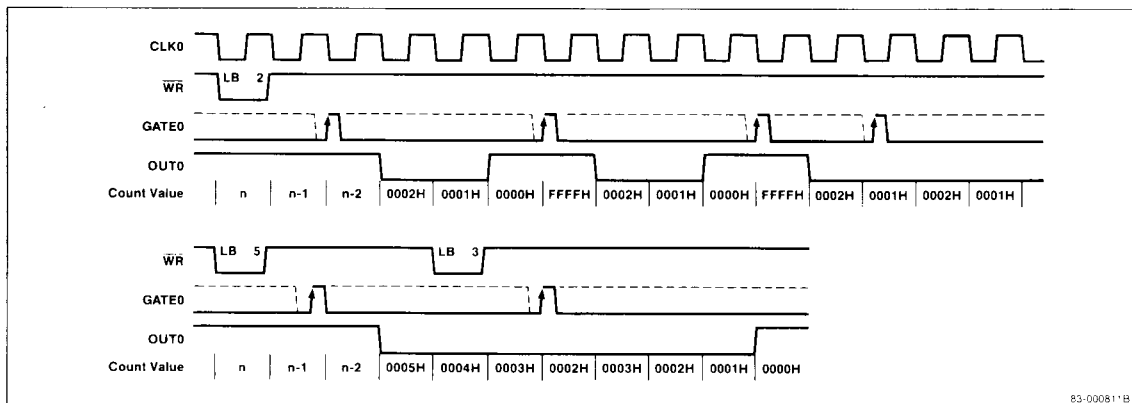 CLK0
WR LB 2
GATE0
OUT0
Count Value n n-1 n-2 0002H 0001H 0000H FFFFH 0002H 0001H 0000H FFFFH 0002H 0001H 0002H 0001H
WR LB 5 LB 3
GATE0
OUT0
Count Value n n-1 n-2 0005H 0004H 0003H 0002H 0003H 0002H 0001H 0000H